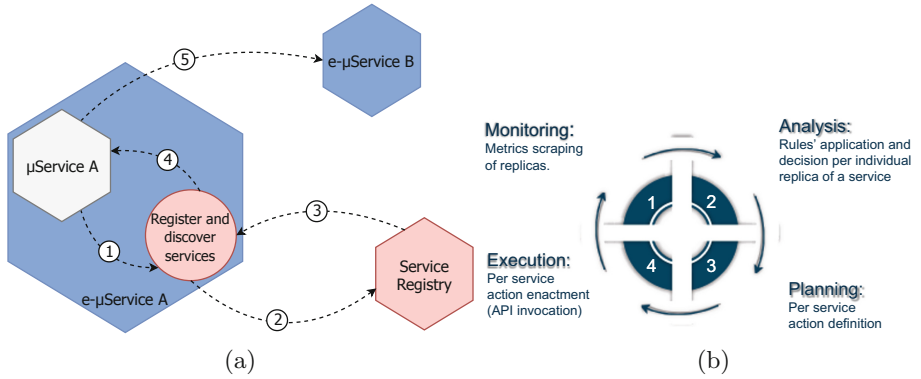 5
e-μService B
μService A
4
Register and
discover
services
3
1
e-μService A
2
Service
Registry
(a)
Monitoring:
Metrics scraping
of replicas.
Analysis:
Rules' application and
decision per individual
replica of a service
1
2
4
3
Execution:
Per service
action enactment
(API invocation)
Planning:
Per service
action definition
(b)